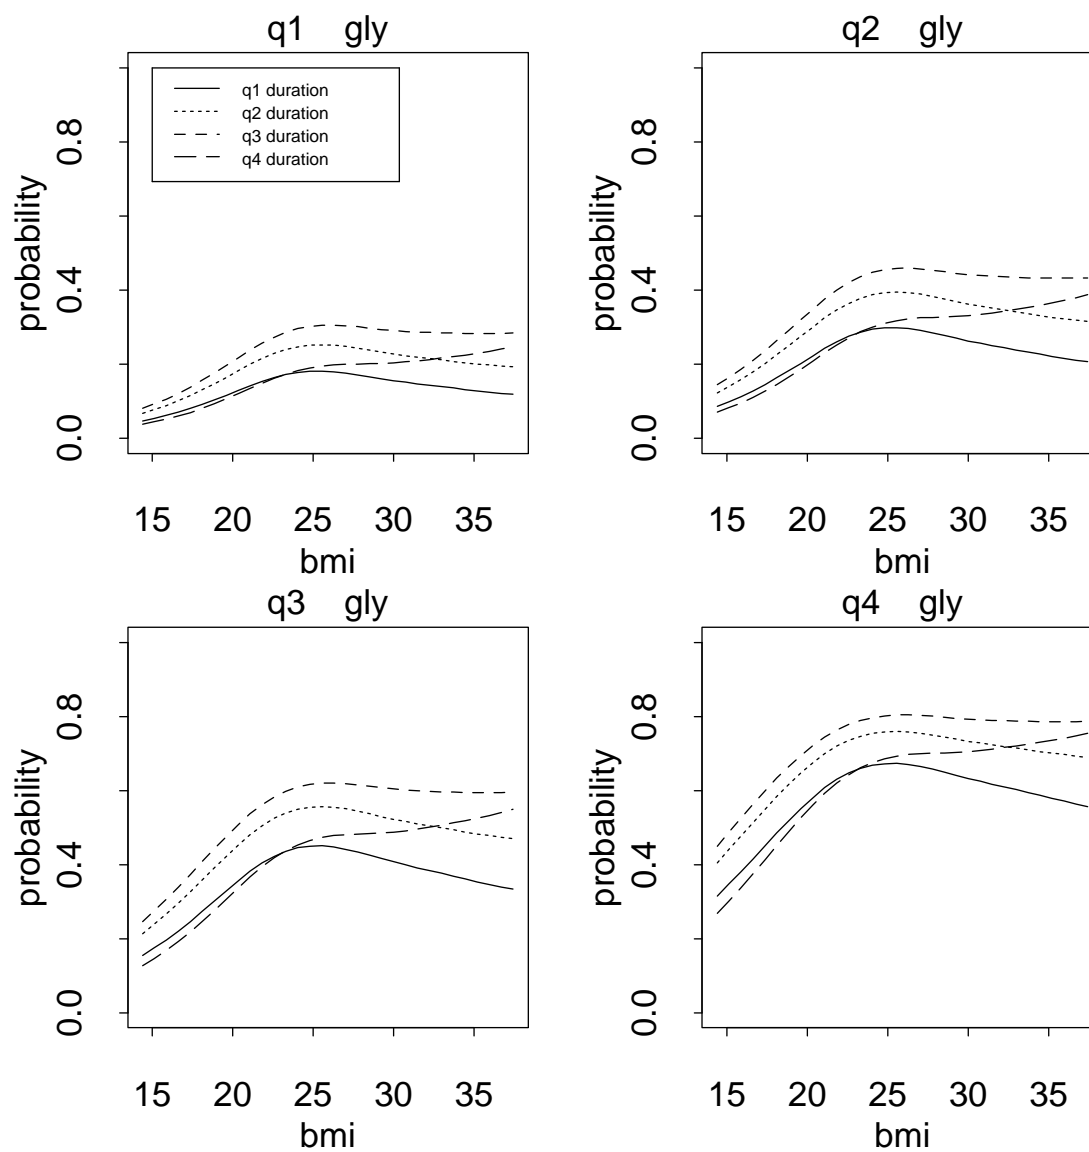 q1 gly
q1 duration
q2 duration
q3 duration
q4 duration
probability
0.0 0.4 0.8
15 20 25 30 35
bmi
q2 gly
probability
0.0 0.4 0.8
15 20 25 30 35
bmi
q3 gly
probability
0.0 0.4 0.8
15 20 25 30 35
bmi
q4 gly
probability
0.0 0.4 0.8
15 20 25 30 35
bmi